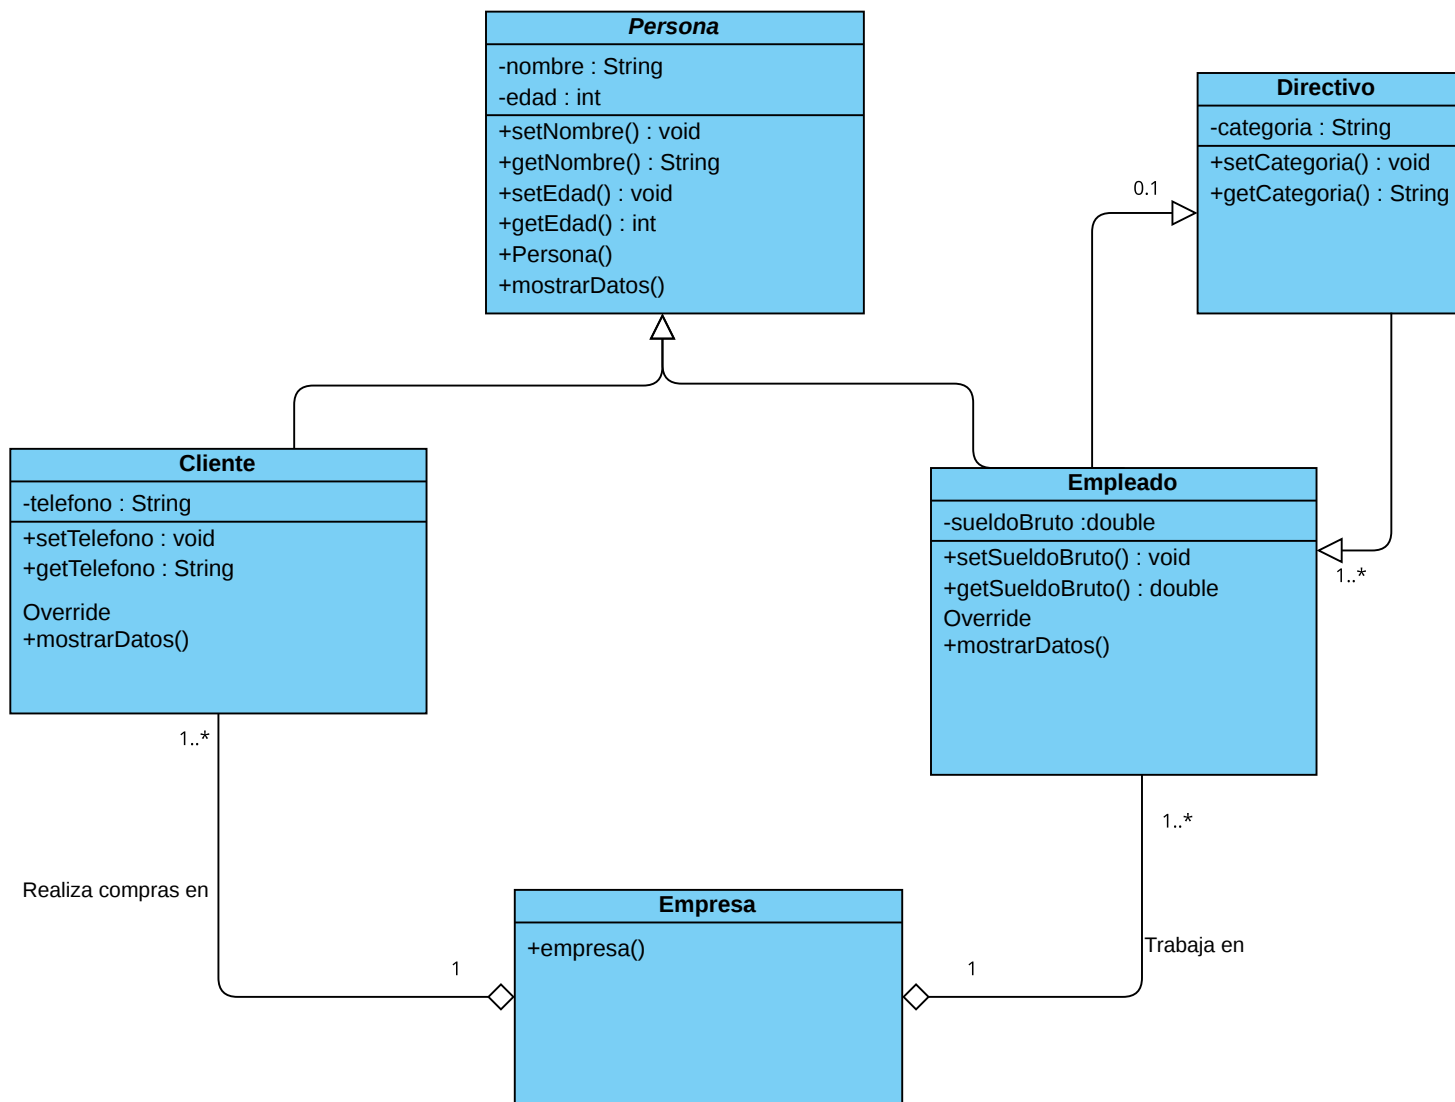 Persona
-nombre : String
-edad : int
+setNombre() : void
+getNombre() : String
+setEdad() : void
+getEdad() : int
+Persona()
+mostrarDatos()
Directivo
-categoria : String
+setCategoria() : void
+getCategoria() : String
0.1
Cliente
-telefono : String
+setTelefono : void
+getTelefono : String
Override
+mostrarDatos()
Empleado
-sueldoBruto :double
+setSueldoBruto() : void
+getSueldoBruto() : double
Override
+mostrarDatos()
1..*
1..*
1..*
Realiza compras en
Trabaja en
Empresa
+empresa()
1
1